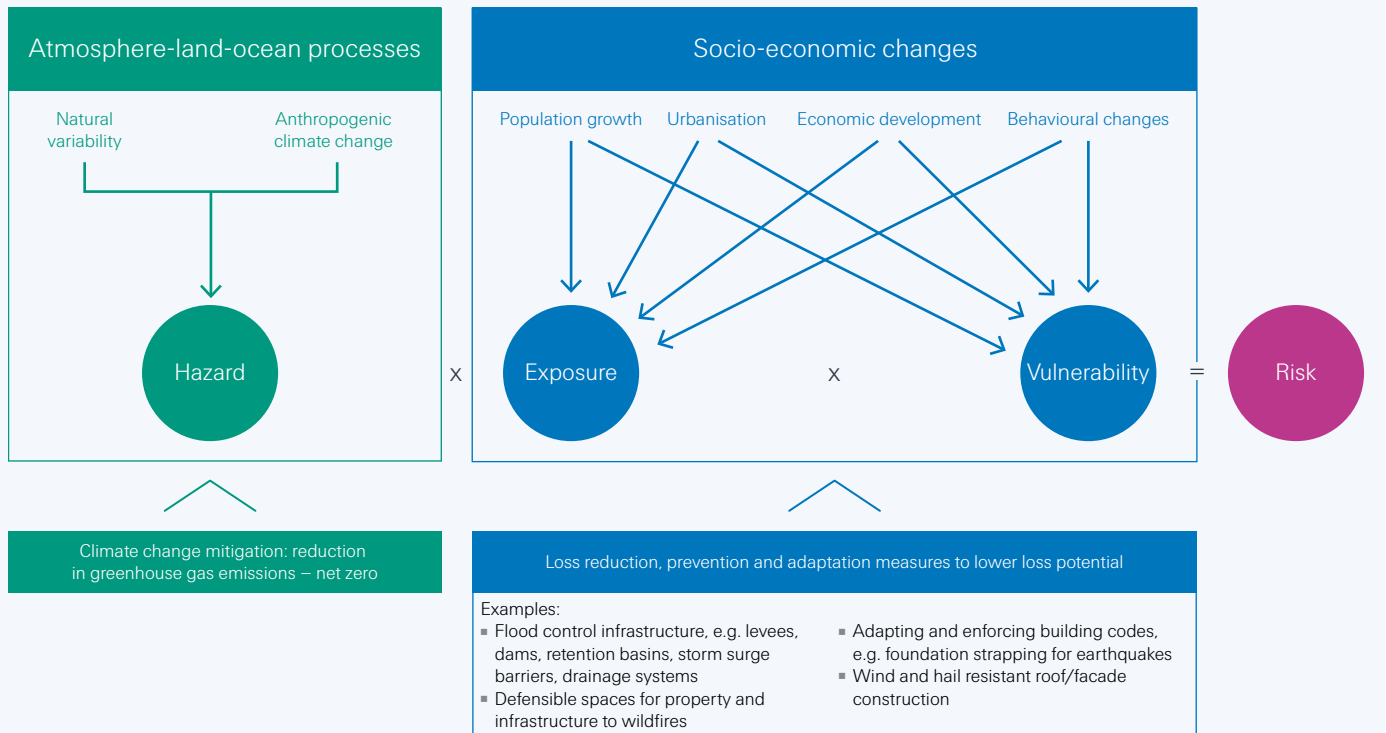 Atmosphere-land-ocean processes
Socio-economic changes
Natural
variability
Anthropogenic
climate change
Population growth
Urbanisation
Economic development
Behavioural changes
Hazard
x
Exposure
x
Vulnerability
=
Risk
Climate change mitigation: reduction
in greenhouse gas emissions – net zero
Loss reduction, prevention and adaptation measures to lower loss potential
Examples:
▪ Flood control infrastructure, e.g. levees,
dams, retention basins, storm surge
barriers, drainage systems
▪ Defensible spaces for property and
infrastructure to wildfires
▪ Adapting and enforcing building codes,
e.g. foundation strapping for earthquakes
▪ Wind and hail resistant roof/facade
construction